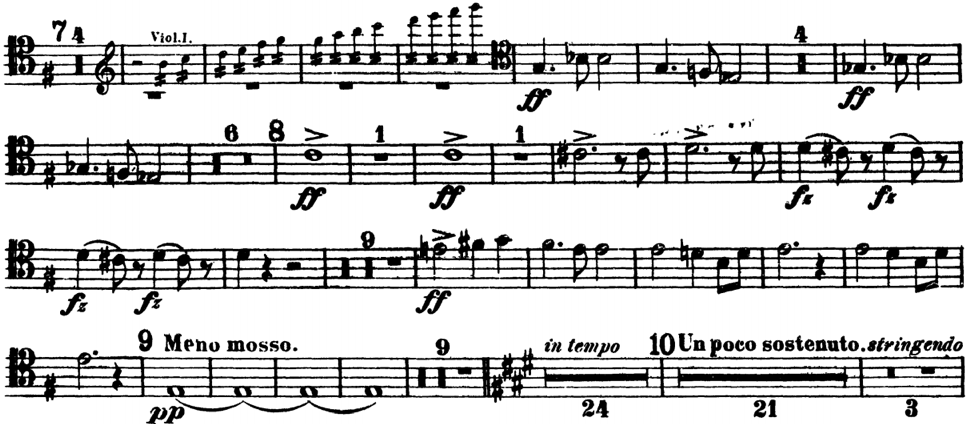 7 4 Viol.I. 4
ff ff
6 8 1 1
ff ff fz fz
9
fz fz ff
9 Meno mosso. 9 in tempo 10 Un poco sostenuto. stringendo
pp 24 21 3